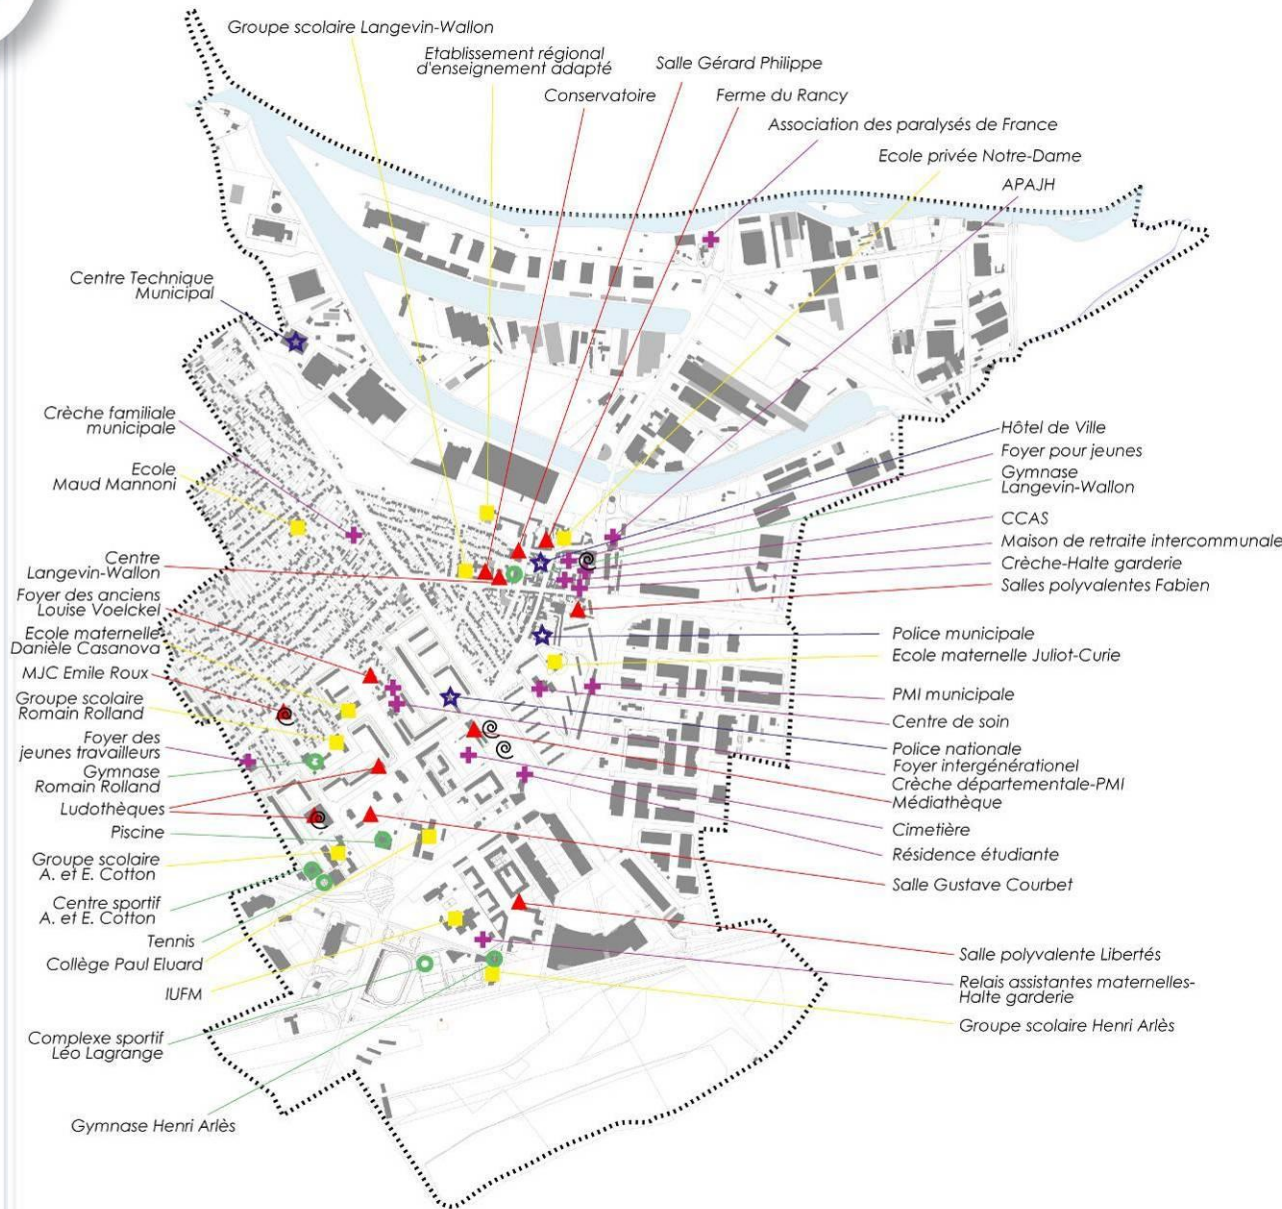 Groupe scolaire Langevin-Wallon
Etablissement régional
d'enseignement adapté
Salle Gérard Philippe
Conservatoire
Ferme du Rancy
Association des paralysés de France
Ecole privée Notre-Dame
APAJH
Centre Technique
Municipal
Crèche familiale
municipale
Ecole
Maud Mannoni
Centre
Langevin-Wallon
Foyer des anciens
Louise Voelckel
Ecole maternelle
Danièle Casanova
MJC Emile Roux
Groupe scolaire
Romain Rolland
Foyer des
jeunes travailleurs
Gymnase
Romain Rolland
Ludothèques
Piscine
Groupe scolaire
A. et E. Cotton
Centre sportif
A. et E. Cotton
Tennis
Collège Paul Eluard
IUFM
Complexe sportif
Léo Lagrange
Gymnase Henri Arlès
Hôtel de Ville
Foyer pour jeunes
Gymnase
Langevin-Wallon
CCAS
Maison de retraite intercommunale
Crèche-Halte garderie
Salles polyvalentes Fabien
Police municipale
Ecole maternelle Juliot-Curie
PMI municipale
Centre de soin
Police nationale
Foyer intergénérationel
Crèche départementale-PMI
Médiathèque
Cimetière
Résidence étudiante
Salle Gustave Courbet
Salle polyvalente Libertés
Relais assistantes maternelles-
Halte garderie
Groupe scolaire Henri Arlès